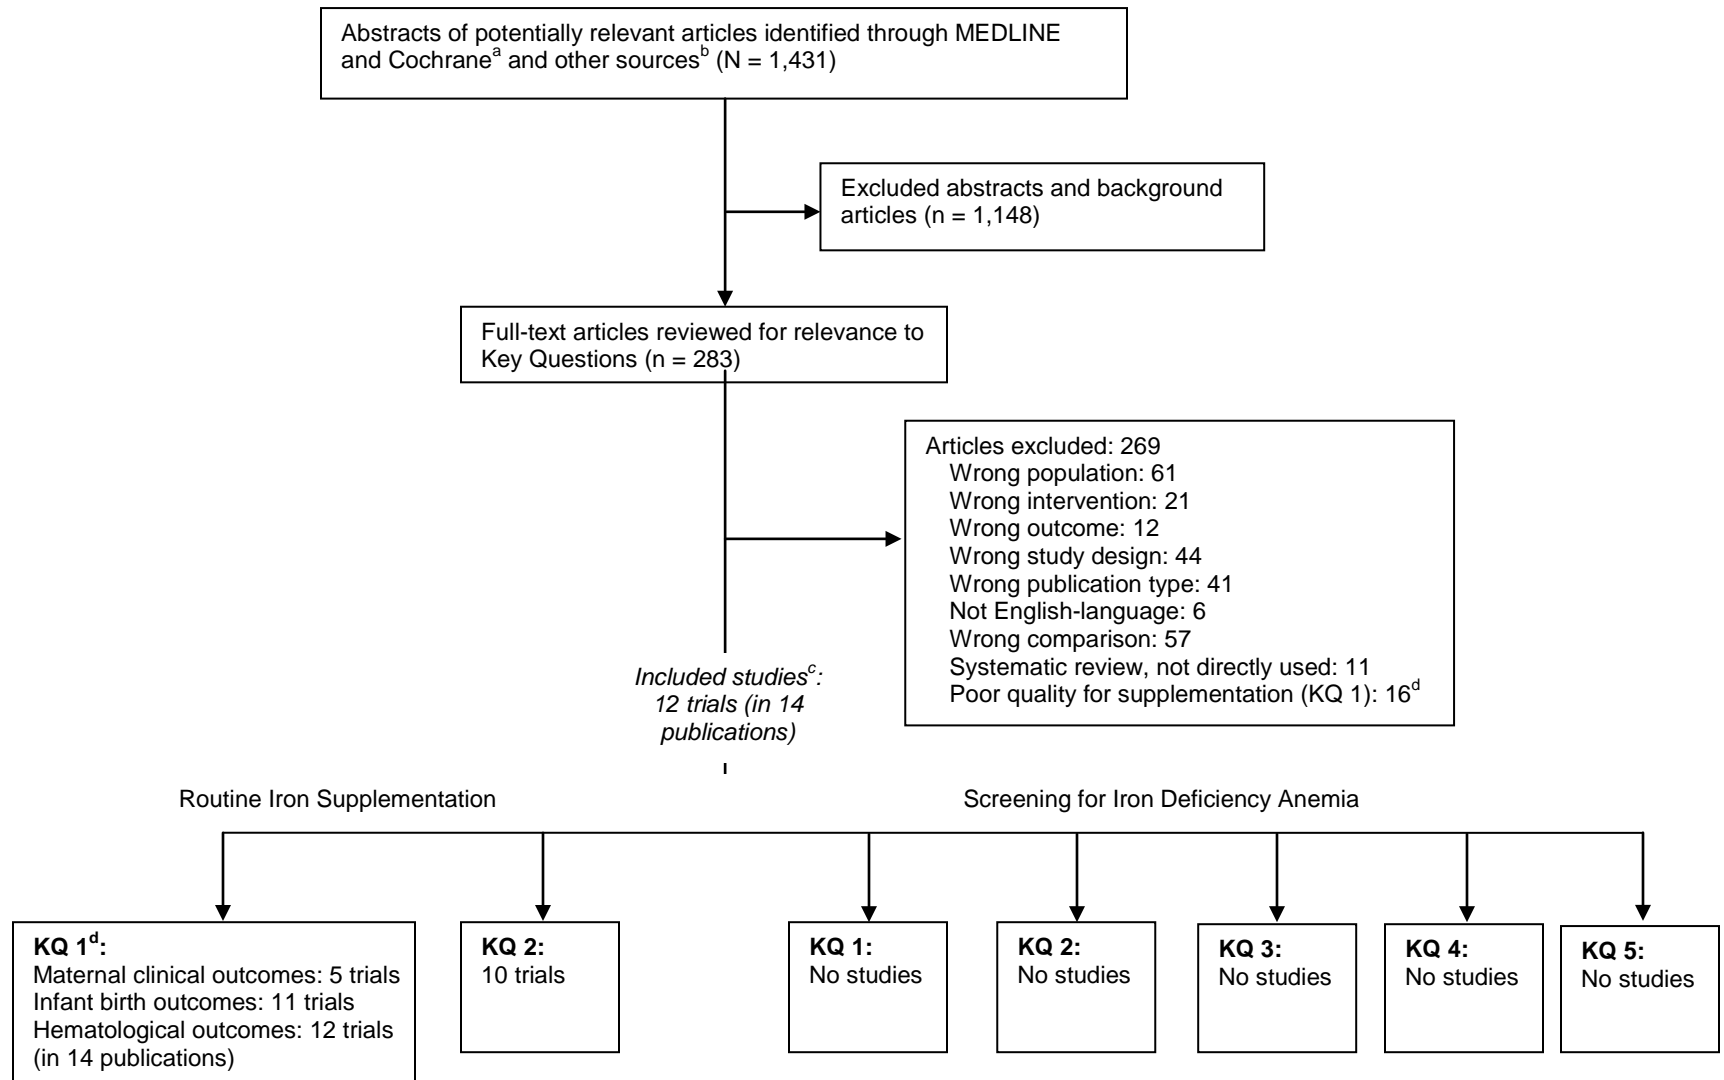 Abstracts of potentially relevant articles identified through MEDLINE
and Cochraneᵃ and other sourcesᵇ (N = 1,431)
Excluded abstracts and background
articles (n = 1,148)
Full-text articles reviewed for relevance to
Key Questions (n = 283)
Articles excluded: 269
Wrong population: 61
Wrong intervention: 21
Wrong outcome: 12
Wrong study design: 44
Wrong publication type: 41
Not English-language: 6
Wrong comparison: 57
Systematic review, not directly used: 11
Poor quality for supplementation (KQ 1): 16ᵈ
Included studiesᶜ:
12 trials (in 14
publications)
Routine Iron Supplementation
Screening for Iron Deficiency Anemia
KQ 1ᵈ:
Maternal clinical outcomes: 5 trials
Infant birth outcomes: 11 trials
Hematological outcomes: 12 trials
(in 14 publications)
KQ 2:
10 trials
KQ 1:
No studies
KQ 2:
No studies
KQ 3:
No studies
KQ 4:
No studies
KQ 5:
No studies